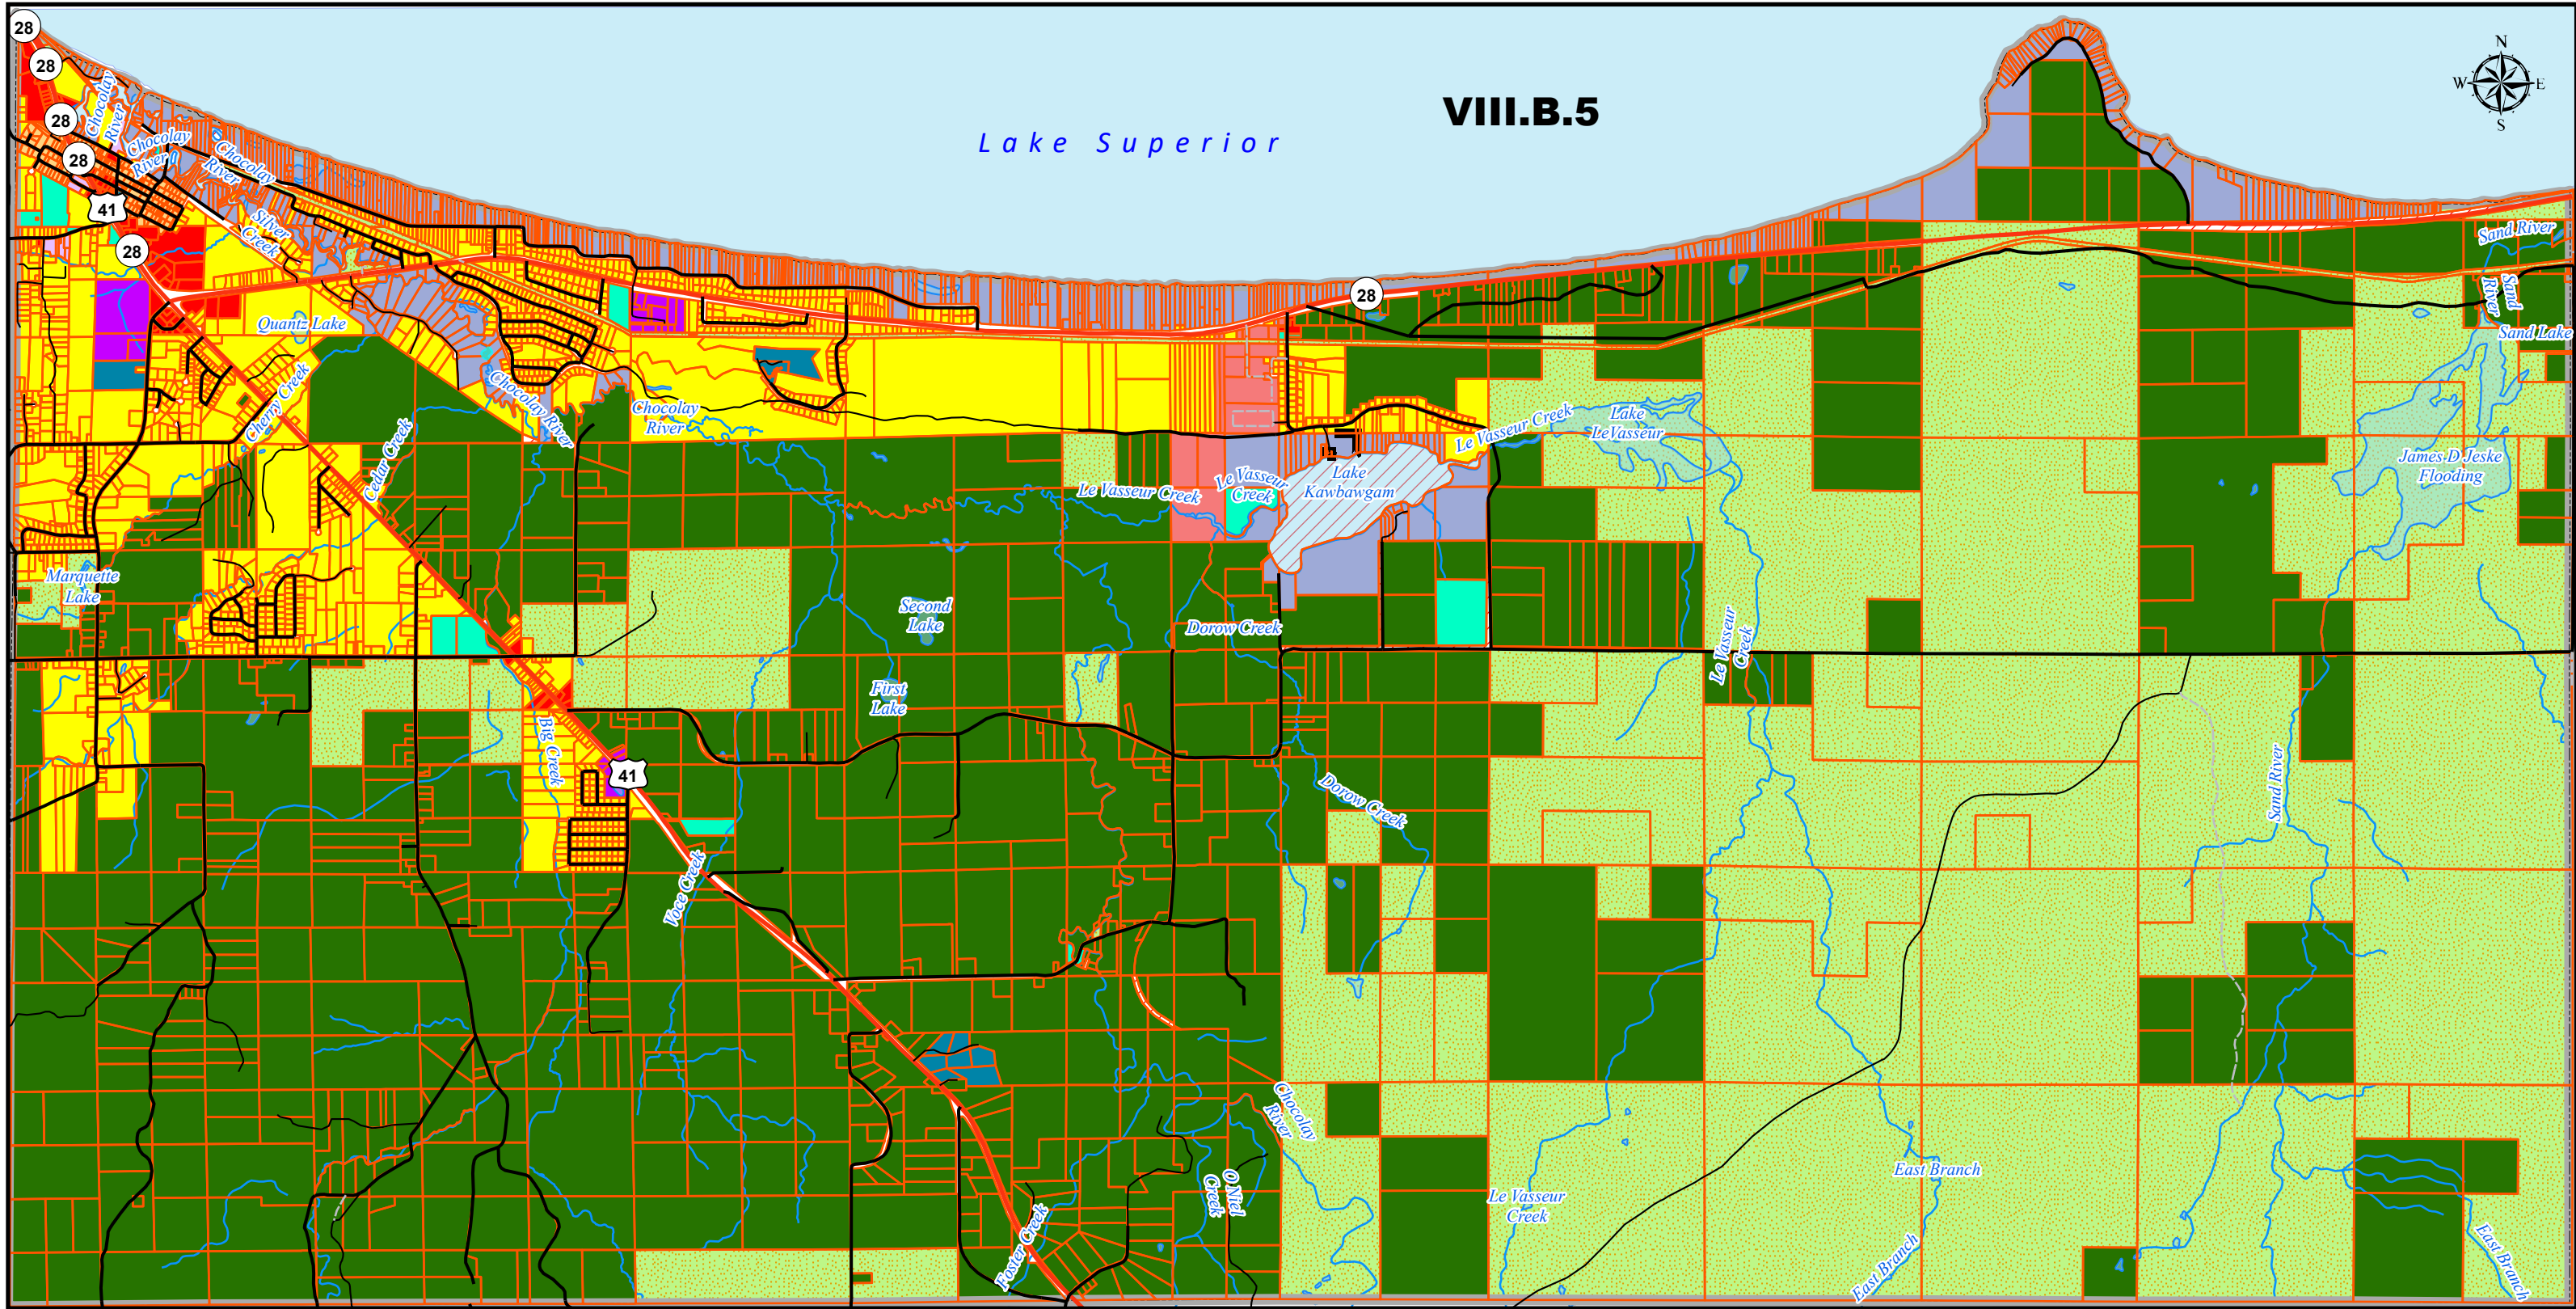 28
28
28
28
41
28
Chocolay
River
Chocolay
River
Chocolay
River
Silver
Creek
VIII.B.5
Lake Superior
N
W
E
S
28
Sand River
Sand
River
Sand Lake
Quantz Lake
Cherry Creek
Cedar Creek
Chocolay River
Chocolay
River
Le Vasseur Creek
Lake
LeVasseur
Le Vasseur Creek
Le Vasseur
Creek
Lake
Kawbawgam
James D Jeske
Flooding
Marquette
Lake
Second
Lake
Dorow Creek
Le Vasseur
Creek
First
Lake
Big Creek
41
Dorow Creek
Sand River
Voce Creek
Chocolay
River
O Niel
Creek
Foster Creek
Le Vasseur
Creek
East Branch
East Branch
East Branch